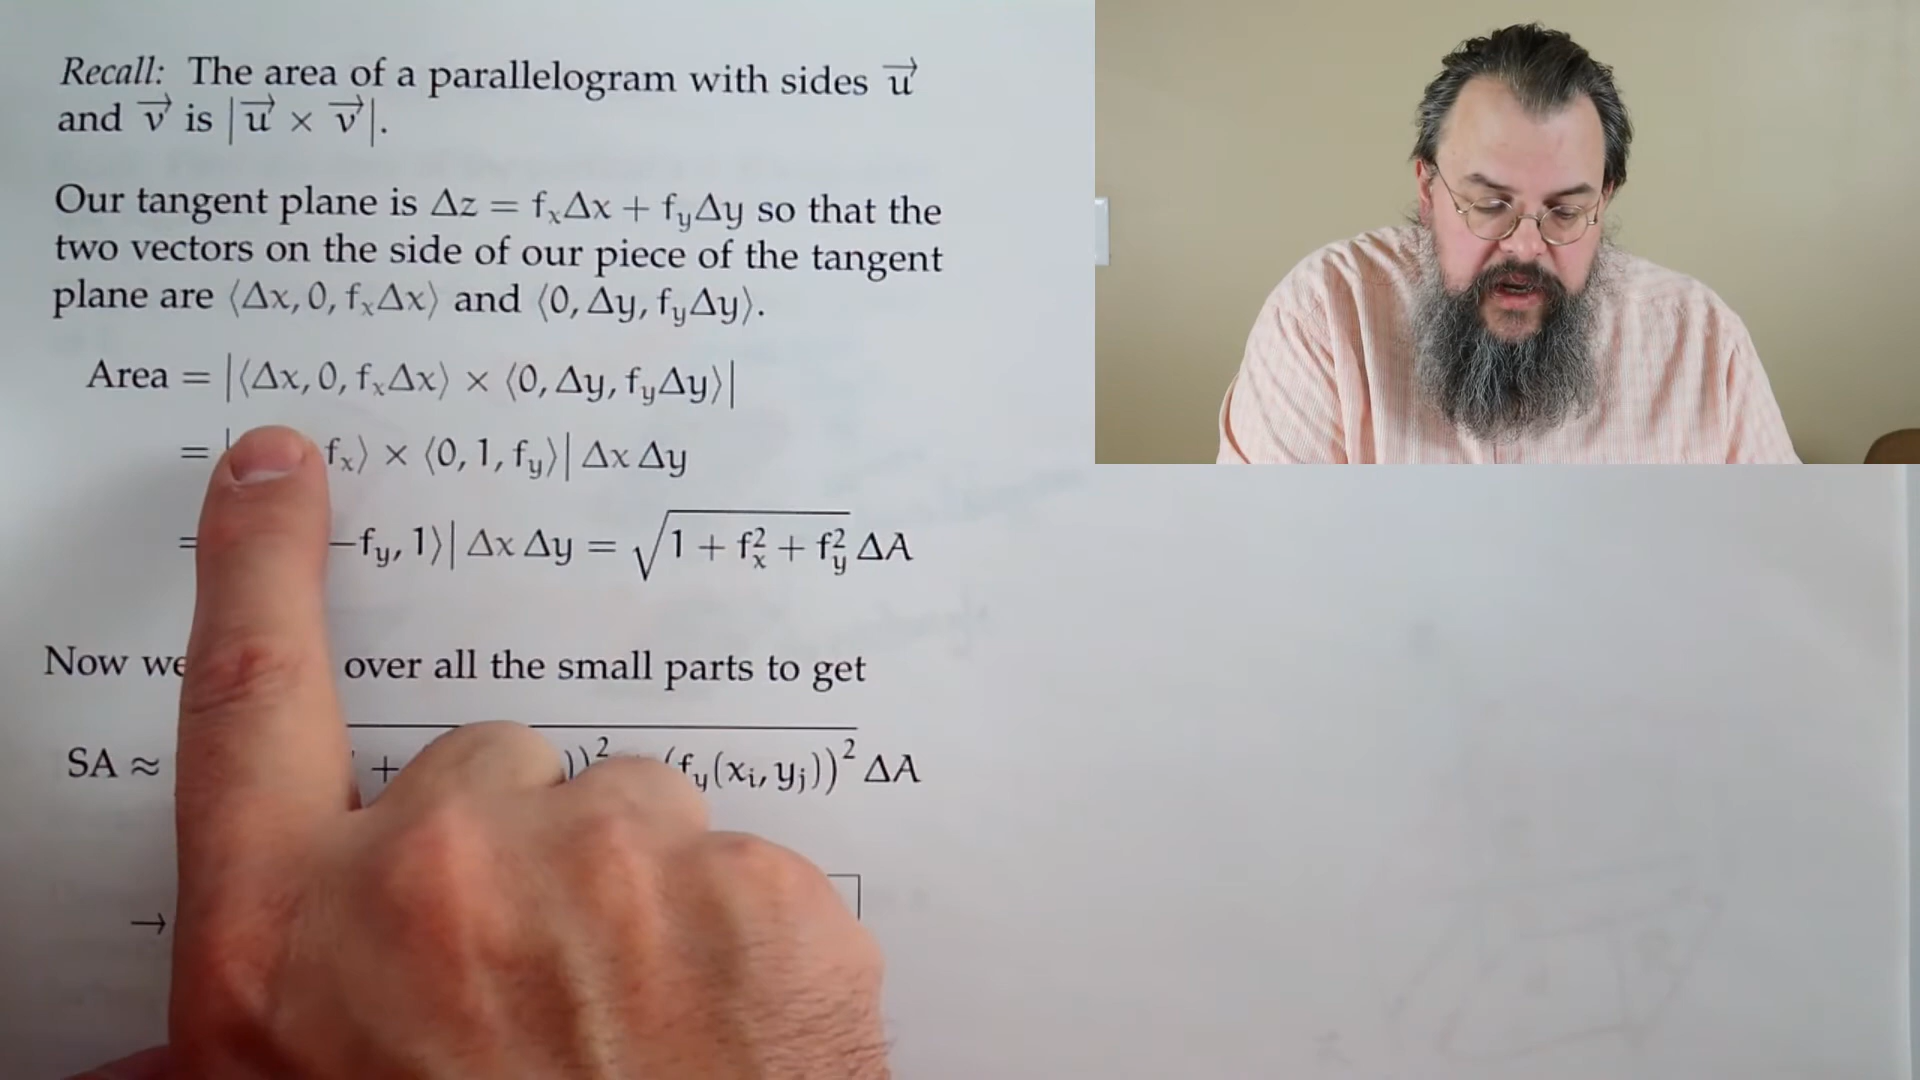 Recall: The area of a parallelogram with sides u⃗
and v⃗ is |u⃗ × v⃗|.
Our tangent plane is Δz = fₓΔx + f_yΔy so that the
two vectors on the side of our piece of the tangent
plane are ⟨Δx, 0, fₓΔx⟩ and ⟨0, Δy, f_yΔy⟩.
Area = |⟨Δx, 0, fₓΔx⟩ × ⟨0, Δy, f_yΔy⟩|
= | fₓ⟩ × ⟨0, 1, f_y⟩| Δx Δy
= −f_y, 1⟩| Δx Δy = √(1 + fₓ² + f_y²) ΔA
Now we over all the small parts to get
SA ≈ + ))² (f_y(x_i, y_j))² ΔA
→